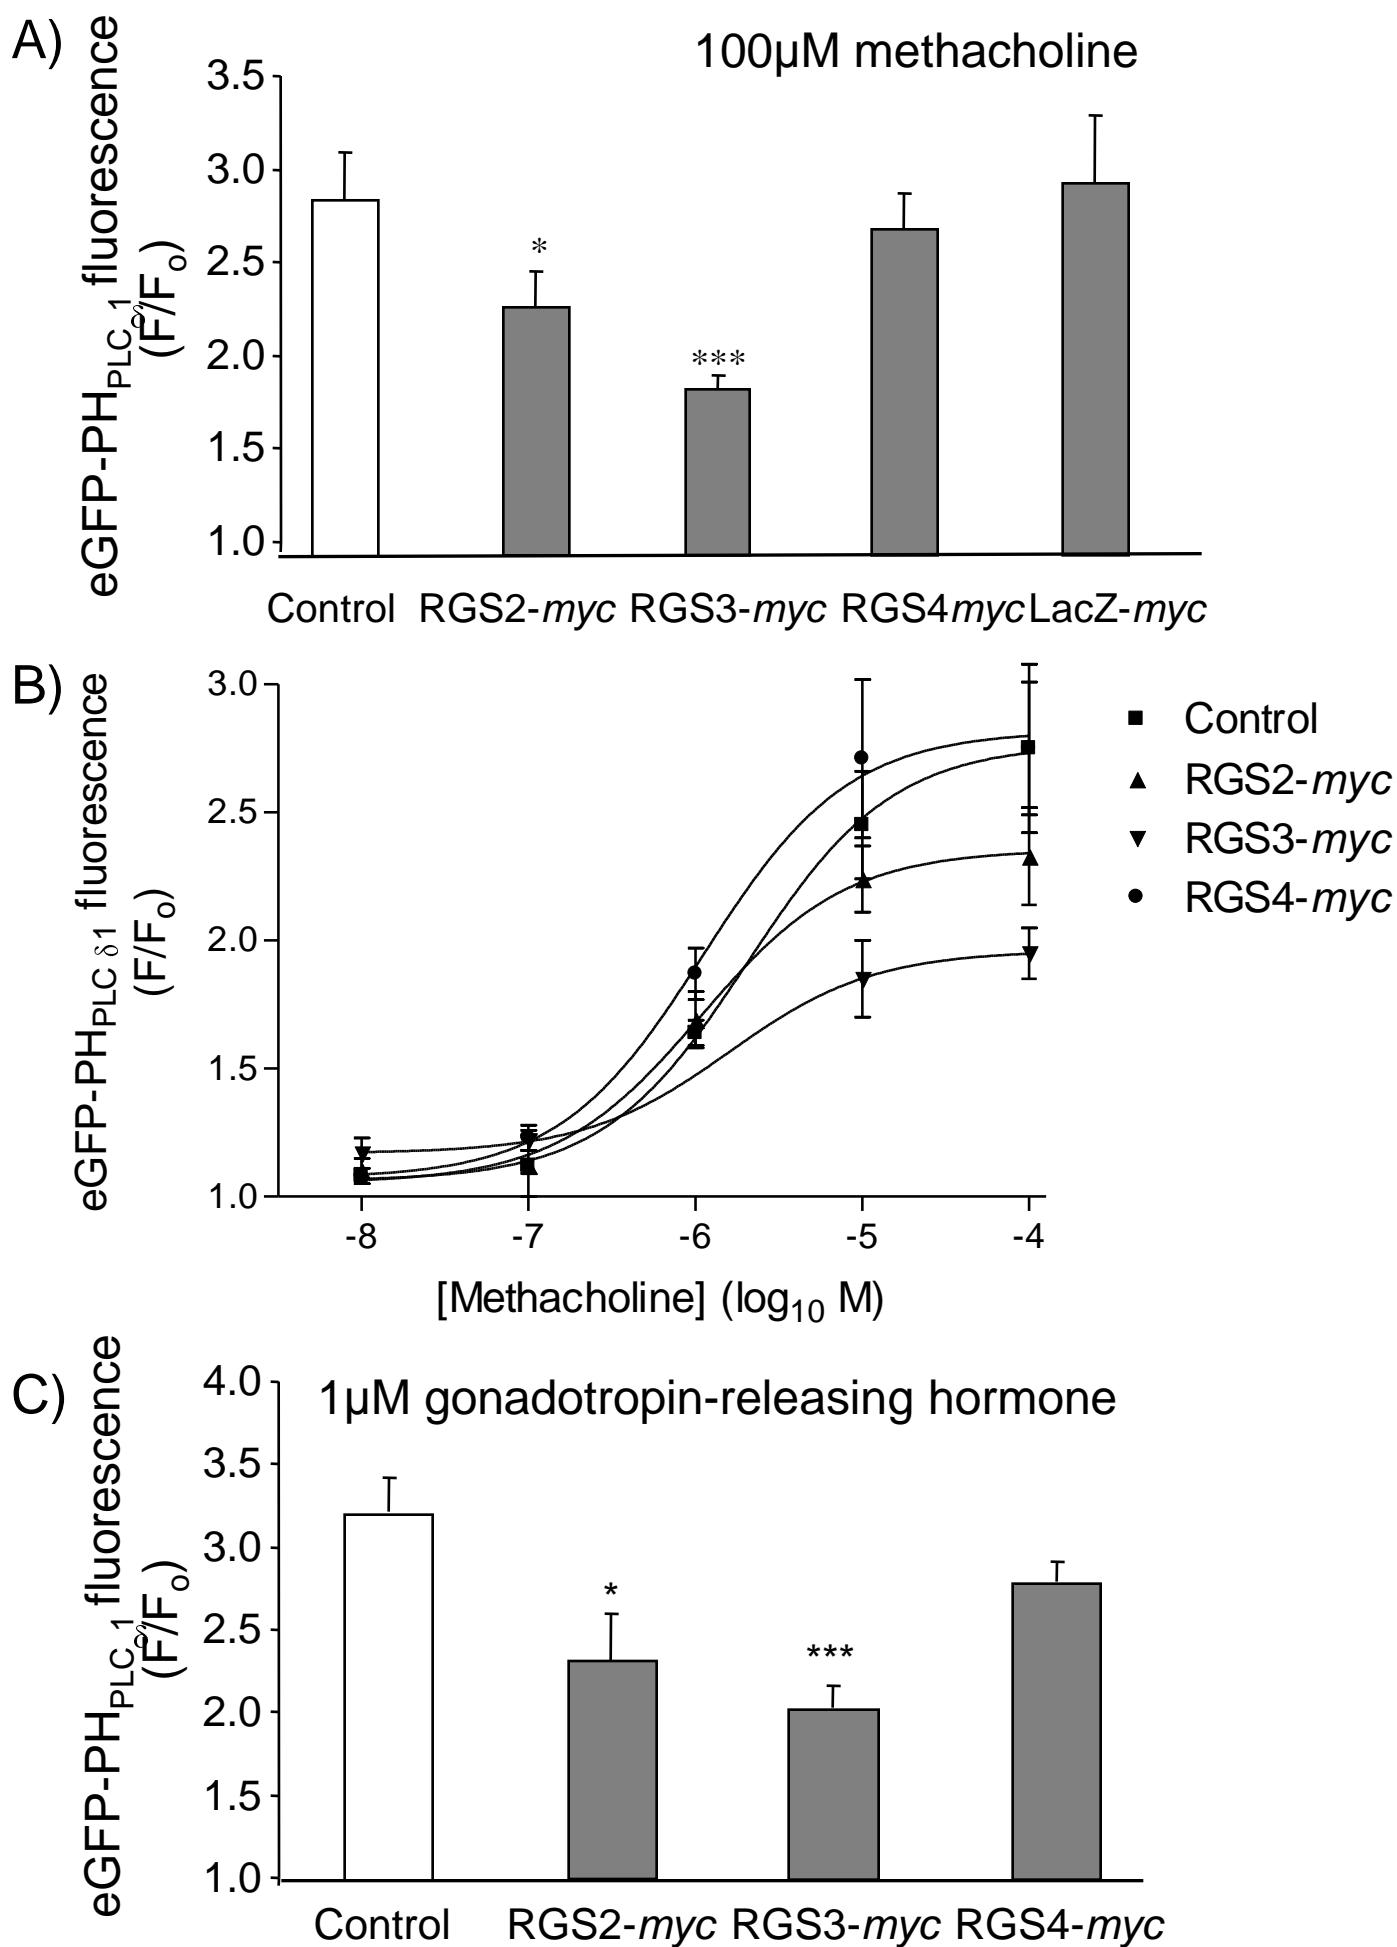 A)
100µM methacholine
eGFP-PHPLC δ1 fluorescence
(F/Fo)
3.5
3.0
2.5
2.0
1.5
1.0
*
***
Control RGS2-myc RGS3-myc RGS4myc LacZ-myc
B)
eGFP-PHPLC δ1 fluorescence
(F/Fo)
3.0
2.5
2.0
1.5
1.0
-8 -7 -6 -5 -4
[Methacholine] (log10 M)
Control
RGS2-myc
RGS3-myc
RGS4-myc
C)
1µM gonadotropin-releasing hormone
eGFP-PHPLC δ1 fluorescence
(F/Fo)
4.0
3.5
3.0
2.5
2.0
1.5
1.0
*
***
Control RGS2-myc RGS3-myc RGS4-myc